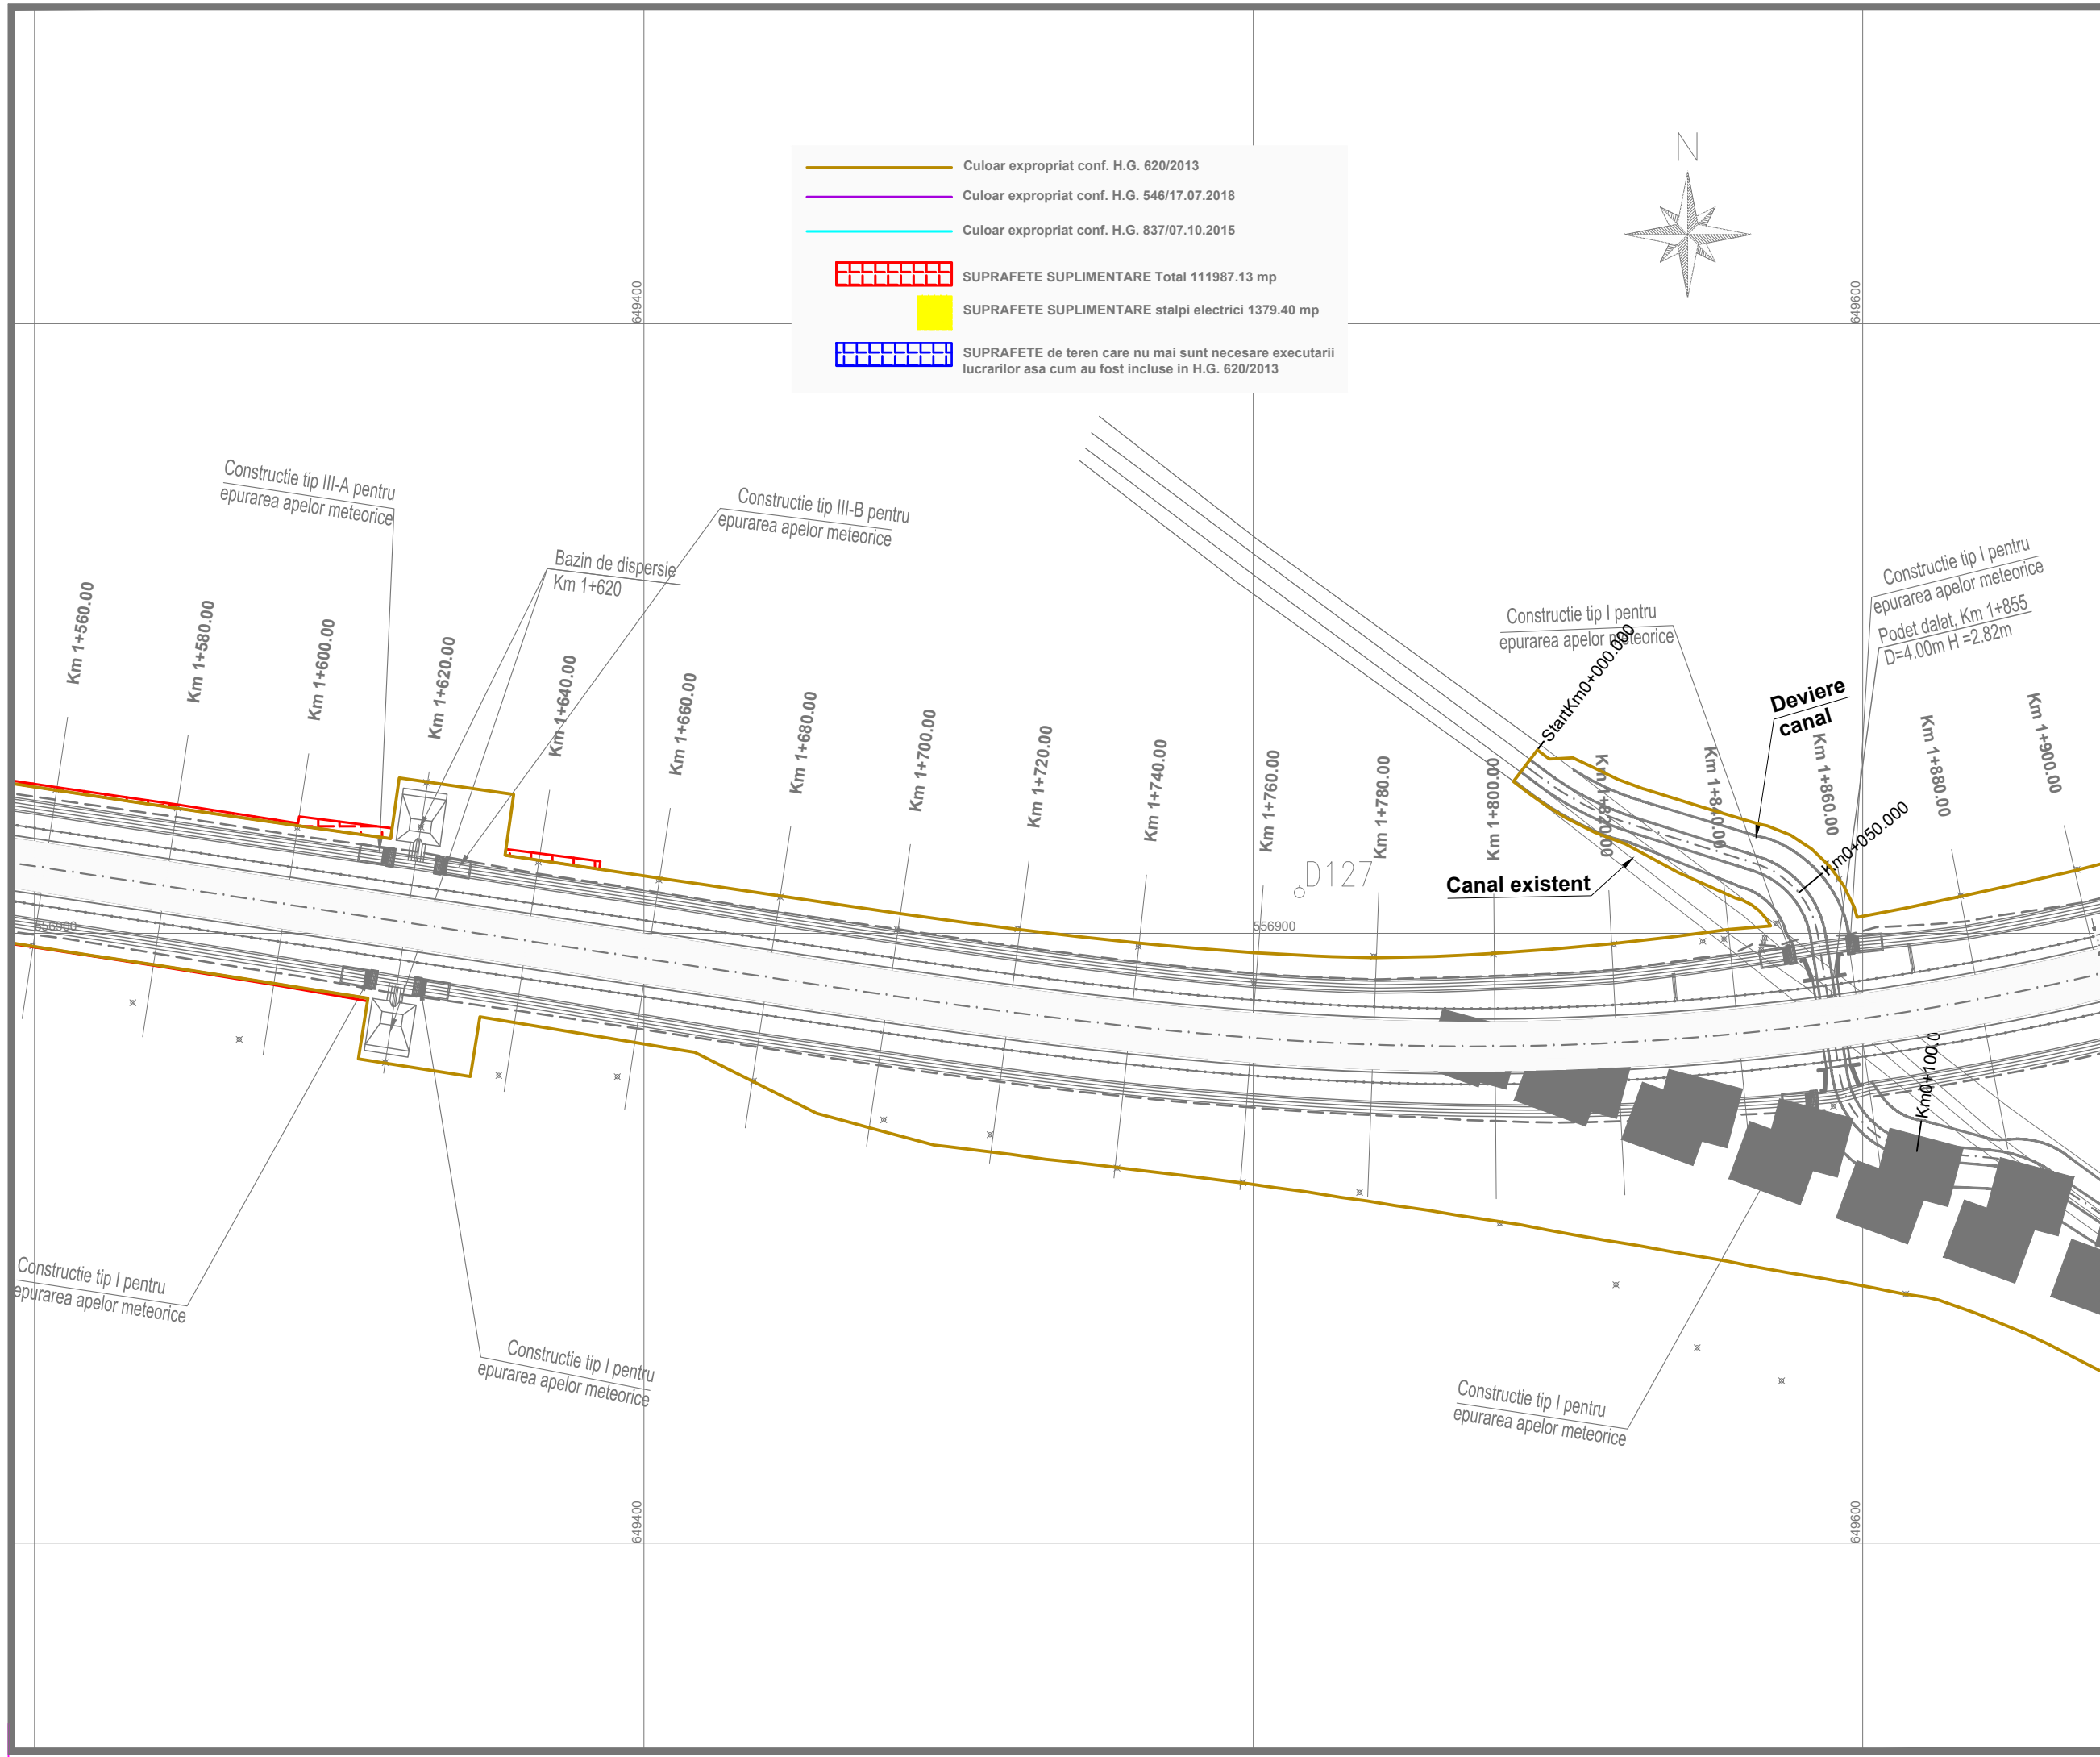 N
Culoar expropriat conf. H.G. 620/2013
Culoar expropriat conf. H.G. 546/17.07.2018
Culoar expropriat conf. H.G. 837/07.10.2015
SUPRAFETE SUPLIMENTARE Total 111987.13 mp
SUPRAFETE SUPLIMENTARE stalpi electrici 1379.40 mp
SUPRAFETE de teren care nu mai sunt necesare executarii
lucrarilor asa cum au fost incluse in H.G. 620/2013
649400
649600
Constructie tip III-A pentru
epurarea apelor meteorice
Constructie tip III-B pentru
epurarea apelor meteorice
Bazin de dispersie
Km 1+620
Constructie tip I pentru
epurarea apelor meteorice
Constructie tip I pentru
epurarea apelor meteorice
Podet dalat, Km 1+855
D=4.00m H =2.82m
StartKm0+000.000
Deviere
canal
Km0+050.000
Km 1+560.00
Km 1+580.00
Km 1+600.00
Km 1+620.00
Km 1+640.00
Km 1+660.00
Km 1+680.00
Km 1+700.00
Km 1+720.00
Km 1+740.00
Km 1+760.00
Km 1+780.00
Km 1+800.00
Km 1+820.00
Km 1+840.00
Km 1+860.00
Km 1+880.00
Km 1+900.00
D127
Canal existent
556900
556900
Km0+100.0
Constructie tip I pentru
epurarea apelor meteorice
Constructie tip I pentru
epurarea apelor meteorice
Constructie tip I pentru
epurarea apelor meteorice
649400
649600